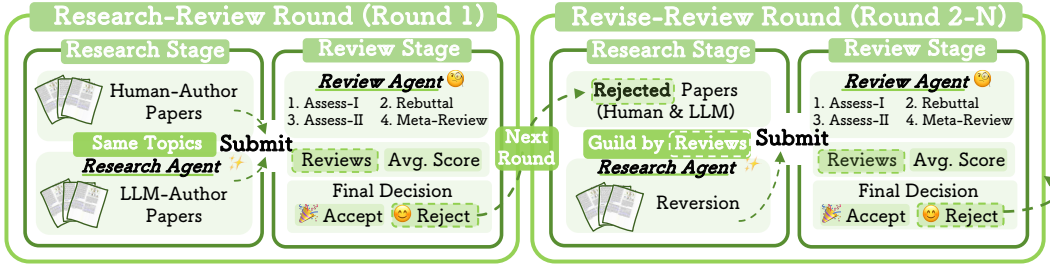 Research-Review Round (Round 1)
Research Stage
Human-Author
Papers
Same Topics
Research Agent
LLM-Author
Papers
Submit
Review Stage
Review Agent
1. Assess-I 2. Rebuttal
3. Assess-II 4. Meta-Review
Reviews Avg. Score
Final Decision
Accept Reject
Next
Round
Revise-Review Round (Round 2-N)
Research Stage
Rejected Papers
(Human & LLM)
Guild by Reviews
Research Agent
Reversion
Submit
Review Stage
Review Agent
1. Assess-I 2. Rebuttal
3. Assess-II 4. Meta-Review
Reviews Avg. Score
Final Decision
Accept Reject